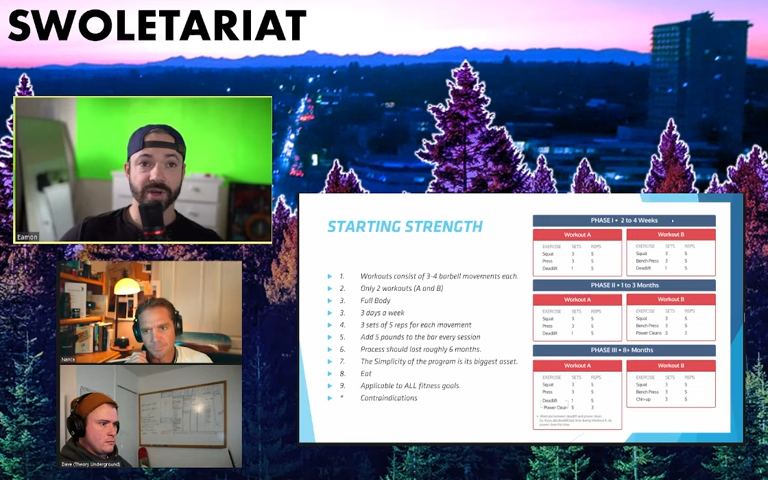 SWOLETARIAT
Eamon
Dave (Theory Underground)
STARTING STRENGTH
1. Workouts consist of 3-4 barbell movements each.
2. Only 2 workouts (A and B)
3. Full Body
3. 3 days a week
4. 3 sets of 5 reps for each movement
5. Add 5 pounds to the bar every session
6. Process should last roughly 6 months.
7. The Simplicity of the program is its biggest asset.
8. Eat
9. Applicable to ALL fitness goals.
* Contraindications
PHASE I • 2 to 4 Weeks
Workout A Workout B
EXERCISE SETS REPS EXERCISE SETS REPS
Squat 3 5 Squat 3 5
Press 3 5 Bench Press 3 5
Deadlift 1 5 Deadlift 1 5
PHASE II • 1 to 3 Months
Workout A Workout B
EXERCISE SETS REPS EXERCISE SETS REPS
Squat 3 5 Squat 3 5
Press 3 5 Bench Press 3 5
Deadlift 1 5 Power Cleans 5 3
PHASE III • Months
Workout A Workout B
EXERCISE SETS REPS EXERCISE SETS REPS
Squat 3 5 Squat 3 5
Press 3 5 Bench Press 3 5
Deadlift 1 5 Chin-up 3
Power Clean 5 3